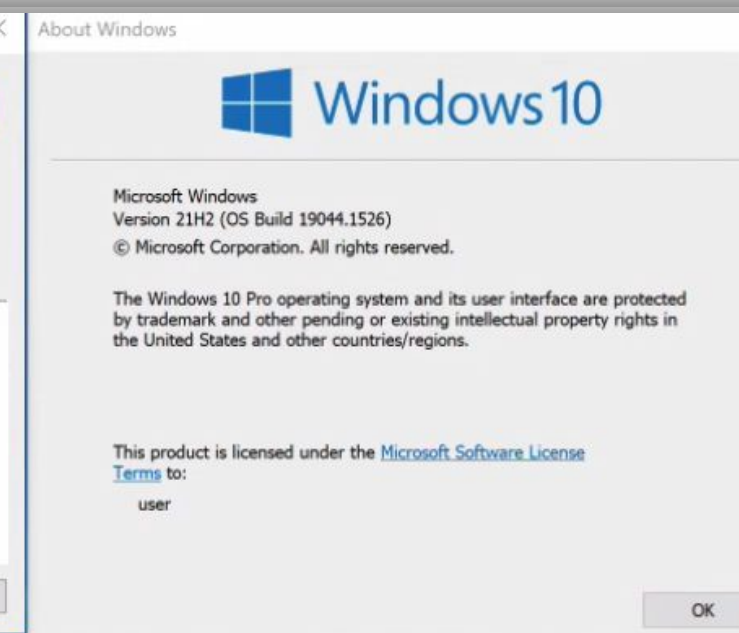 About Windows
Windows 10
Microsoft Windows
Version 21H2 (OS Build 19044.1526)
© Microsoft Corporation. All rights reserved.
The Windows 10 Pro operating system and its user interface are protected
by trademark and other pending or existing intellectual property rights in
the United States and other countries/regions.
This product is licensed under the Microsoft Software License
Terms to:
user
OK